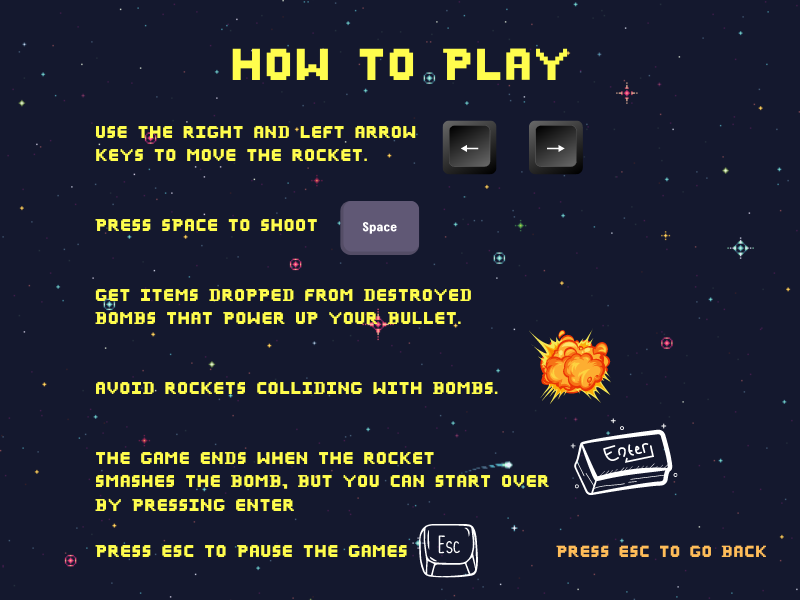 HOW TO PLAY
USE THE RIGHT AND LEFT ARROW
KEYS TO MOVE THE ROCKET.
← →
PRESS SPACE TO SHOOT Space
GET ITEMS DROPPED FROM DESTROYED
BOMBS THAT POWER UP YOUR BULLET.
AVOID ROCKETS COLLIDING WITH BOMBS.
THE GAME ENDS WHEN THE ROCKET
SMASHES THE BOMB, BUT YOU CAN START OVER
BY PRESSING ENTER
Enter
PRESS ESC TO PAUSE THE GAMES Esc
PRESS ESC TO GO BACK